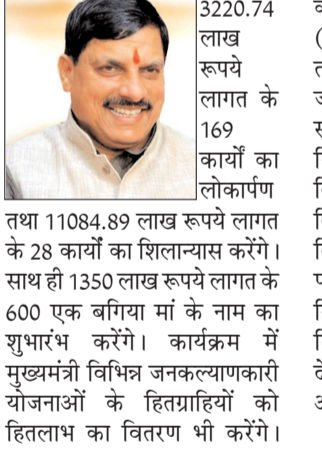 3220.74
लाख
रूपये
लागत के
169
कार्यों का
लोकार्पण
तथा 11084.89 लाख रूपये लागत
के 28 कार्यों का शिलान्यास करेंगे।
साथ ही 1350 लाख रूपये लागत के
600 एक बगिया मां के नाम का
शुभारंभ करेंगे। कार्यक्रम में
मुख्यमंत्री विभिन्न जनकल्याणकारी
योजनाओं के हितग्राहियों को
हितलाभ का वितरण भी करेंगे।